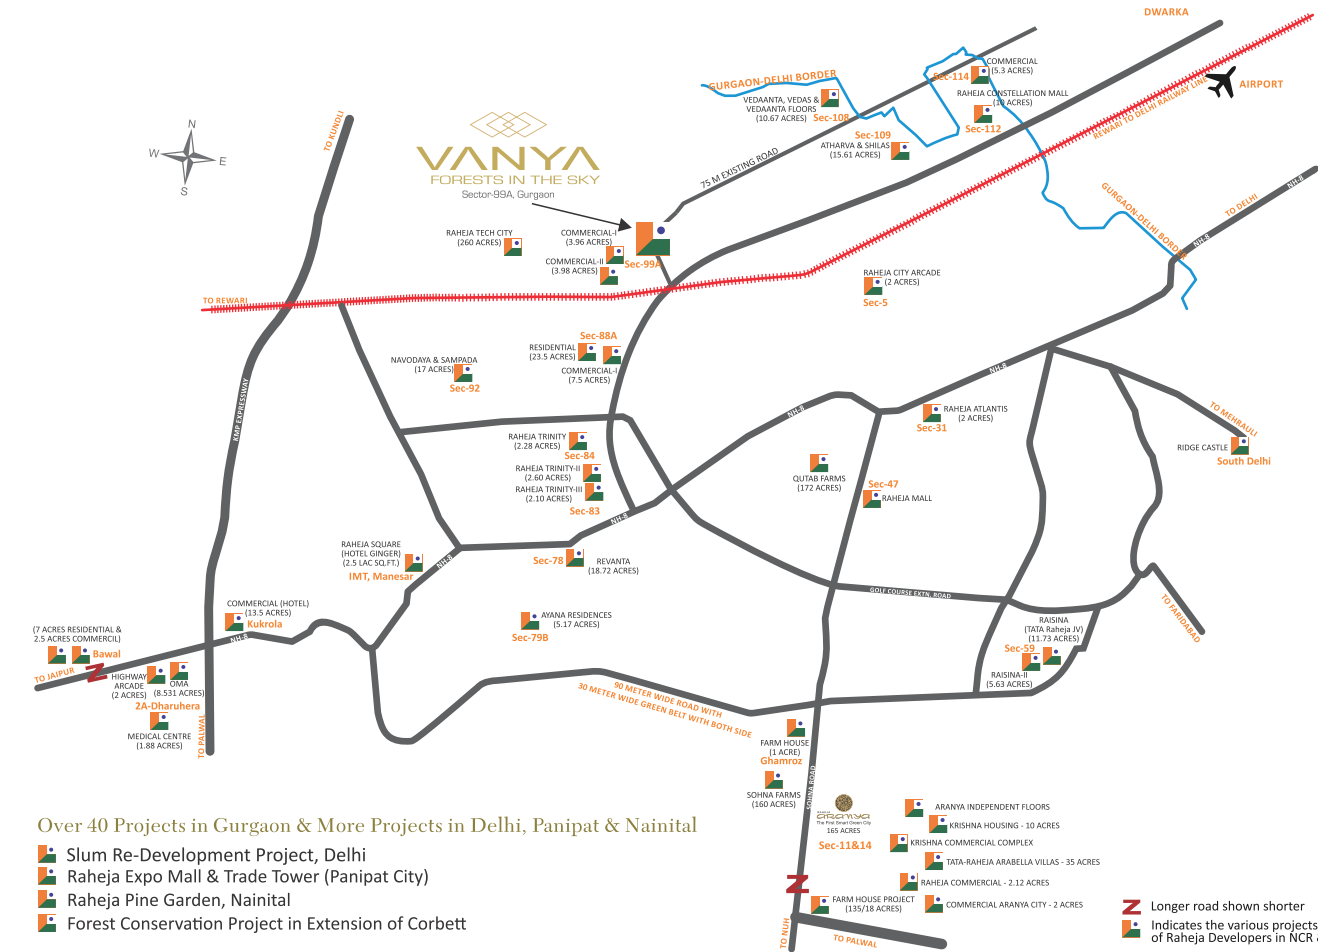 DWARKA
AIRPORT
REWARI TO DELHI RAILWAY LINE
GURGAON-DELHI BORDER
COMMERCIAL
(5.3 ACRES)
Sec-114
RAHEJA CONSTELLATION MALL
(10 ACRES)
Sec-112
VEDAANTA, VEDAS &
VEDAANTA FLOORS
(10.67 ACRES)
Sec-108
Sec-109
ATHARVA & SHILAS
(15.61 ACRES)
75 M EXISTING ROAD
N
W
E
S
TO KUNDLI
VANYA
FORESTS IN THE SKY
Sector-99A, Gurgaon
GURGAON-DELHI BORDER
TO DELHI
NH-8
NH-8
RAHEJA TECH CITY
(260 ACRES)
COMMERCIAL-I
(3.96 ACRES)
COMMERCIAL-II
(3.98 ACRES)
Sec-99A
RAHEJA CITY ARCADE
(2 ACRES)
Sec-5
TO REWARI
Sec-88A
RESIDENTIAL
(23.5 ACRES)
COMMERCIAL-I
(7.5 ACRES)
NAVODAYA & SAMPADA
(17 ACRES)
Sec-92
KMP EXPRESSWAY
NH-8
NH-8
RAHEJA ATLANTIS
(2 ACRES)
Sec-31
TO MEHRAULI
RIDGE CASTLE
South Delhi
RAHEJA TRINITY
(2.28 ACRES)
Sec-84
RAHEJA TRINITY-II
(2.60 ACRES)
RAHEJA TRINITY-III
(2.10 ACRES)
Sec-83
QUTAB FARMS
(172 ACRES)
Sec-47
RAHEJA MALL
NH-8
RAHEJA SQUARE
(HOTEL GINGER)
(2.5 LAC SQ.FT.)
IMT, Manesar
NH-8
Sec-78
REVANTA
(18.72 ACRES)
GOLF COURSE EXTN. ROAD
TO FARIDABAD
COMMERCIAL (HOTEL)
(13.5 ACRES)
Kukrola
NH-8
AYANA RESIDENCES
(5.17 ACRES)
Sec-79B
RAISINA
(TATA Raheja JV)
(11.73 ACRES)
Sec-59
RAISINA-II
(5.63 ACRES)
(7 ACRES RESIDENTIAL &
2.5 ACRES COMMERCIL)
Bawal
TO JAIPUR
HIGHWAY
ARCADE
(2 ACRES)
OMA
(8.531 ACRES)
2A-Dharuhera
MEDICAL CENTRE
(1.88 ACRES)
TO PALWAL
90 METER WIDE ROAD WITH
30 METER WIDE GREEN BELT WITH BOTH SIDE
FARM HOUSE
(1 ACRE)
Ghamroz
SOHNA FARMS
(160 ACRES)
SOHNA ROAD
aranya
The First Smart Green City
165 ACRES
Sec-11&14
ARANYA INDEPENDENT FLOORS
KRISHNA HOUSING - 10 ACRES
KRISHNA COMMERCIAL COMPLEX
TATA-RAHEJA ARABELLA VILLAS - 35 ACRES
RAHEJA COMMERCIAL - 2.12 ACRES
COMMERCIAL ARANYA CITY - 2 ACRES
FARM HOUSE PROJECT
(135/18 ACRES)
TO NUH
TO PALWAL
Over 40 Projects in Gurgaon & More Projects in Delhi, Panipat & Nainital
Slum Re-Development Project, Delhi
Raheja Expo Mall & Trade Tower (Panipat City)
Raheja Pine Garden, Nainital
Forest Conservation Project in Extension of Corbett
Longer road shown shorter
Indicates the various projects
of Raheja Developers in NCR